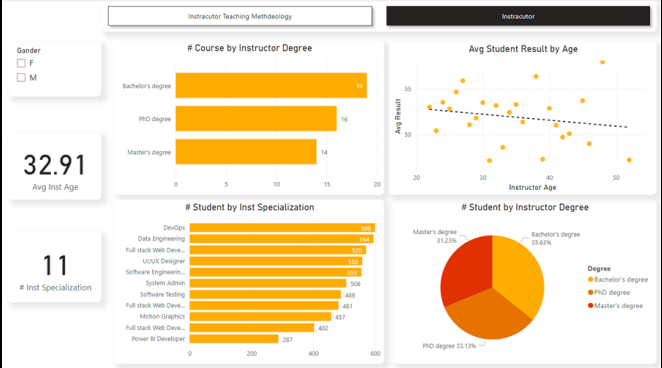 Instracutor Teaching Methdeology
Instracutor
Gander
F
M
32.91
Avg Inst Age
11
# Inst Specialization
# Course by Instructor Degree
Bachelor's degree
19
PhD degree
16
Master's degree
14
0 5 10 15 20
Avg Student Result by Age
Avg Result
55
50
20 30 40 50
Instructor Age
# Student by Inst Specialization
DevOps
Data Engineering
594
Full stack Web Deve...
570
UI/UX Designer
558
Software Engineerin...
555
System Admin
506
Software Testing
489
Full stack Web Deve...
481
Motion Graphics
457
Full stack Web Deve...
402
Power BI Developer
287
0 200 400 600
# Student by Instructor Degree
Master's degree
31.23%
Bachelor's degree
35.63%
PhD degree 33.13%
Degree
Bachelor's degree
PhD degree
Master's degree